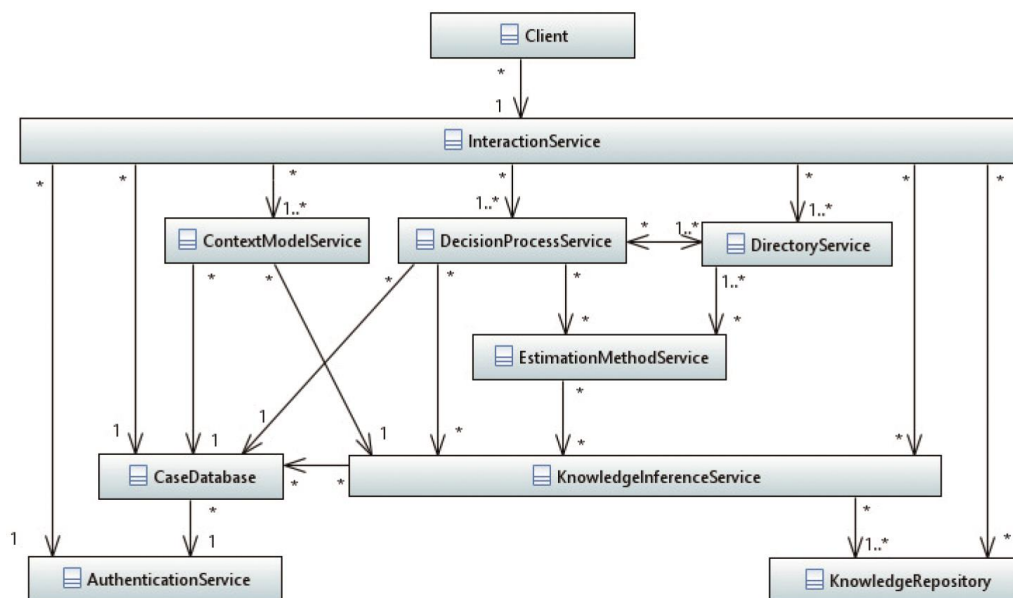 Client
*
1
InteractionService
* * * * * * *
1..* 1..* 1..*
ContextModelService DecisionProcessService * 1..* DirectoryService
* * * * * 1..*
* *
EstimationMethodService
*
1 1 1 1 * * *
CaseDatabase * * KnowledgeInferenceService
* *
1 1 1..* *
AuthenticationService KnowledgeRepository